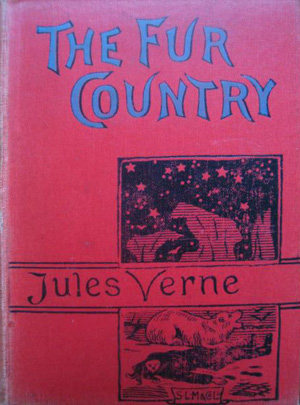 THE FUR
COUNTRY
Jules Verne